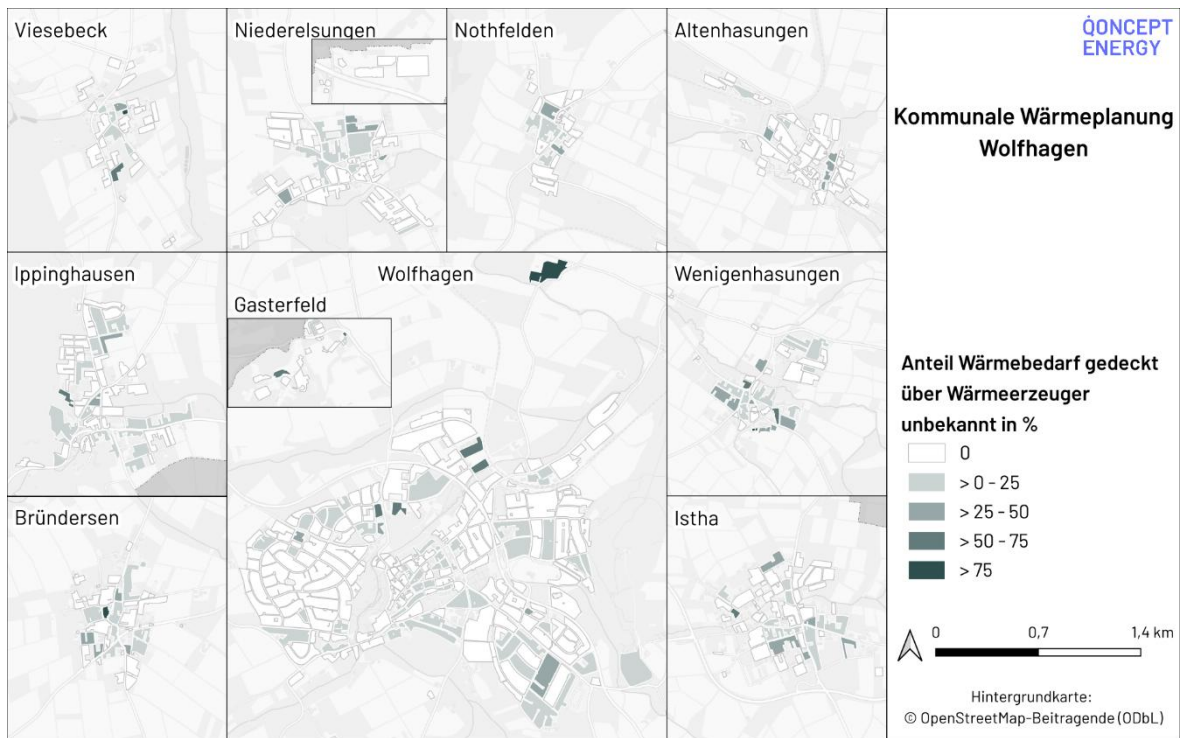 Viesebeck
Niederelsungen
Nothfelden
Altenhasungen
QONCEPT
ENERGY
Kommunale Wärmeplanung
Wolfhagen
Ippinghausen
Wolfhagen
Gasterfeld
Wenigenhasungen
Bründersen
Istha
Anteil Wärmebedarf gedeckt
über Wärmeerzeuger
unbekannt in %
0
> 0 - 25
> 25 - 50
> 50 - 75
> 75
0 0,7 1,4 km
Hintergrundkarte:
© OpenStreetMap-Beitragende (ODbL)